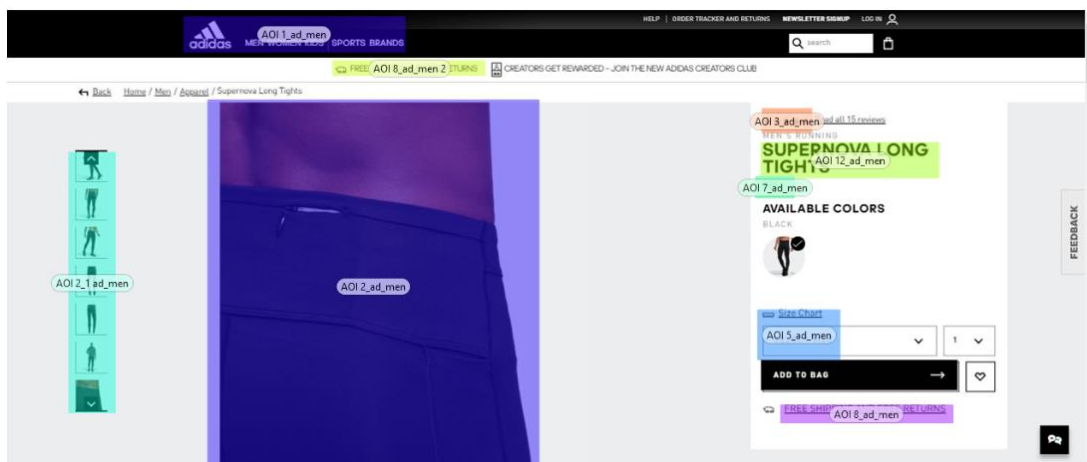 HELP | ORDER TRACKER AND RETURNS NEWSLETTER SIGNUP LOG IN
adidas
AOI 1_ad_men
MEN WOMEN KIDS SPORTS BRANDS
search
FREE AOI 8_ad_men 2 TURNS CREATORS GET REWARDED - JOIN THE NEW ADIDAS CREATORS CLUB
Back Home / Men / Apparel / Supernova Long Tights
AOI 3_ad_men ad all 15 reviews
MEN'S RUNNING
SUPERNOVA LONG
TIGHTS
AOI 12_ad_men
AOI 7_ad_men
AVAILABLE COLORS
BLACK
FEEDBACK
AOI 2_1 ad_men
AOI 2_ad_men
Size Chart
AOI 5_ad_men
1
ADD TO BAG
FREE RETURNS
AOI 8_ad_men